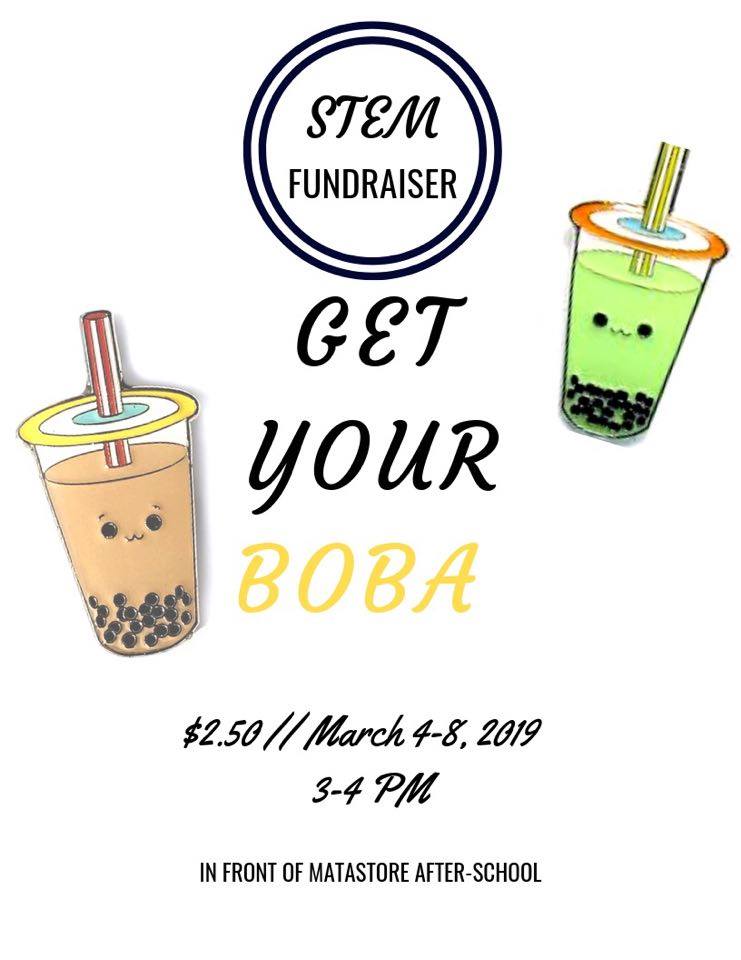 STEM
FUNDRAISER
GET
YOUR
BOBA
$2.50 // March 4-8, 2019
3-4 PM
IN FRONT OF MATASTORE AFTER-SCHOOL